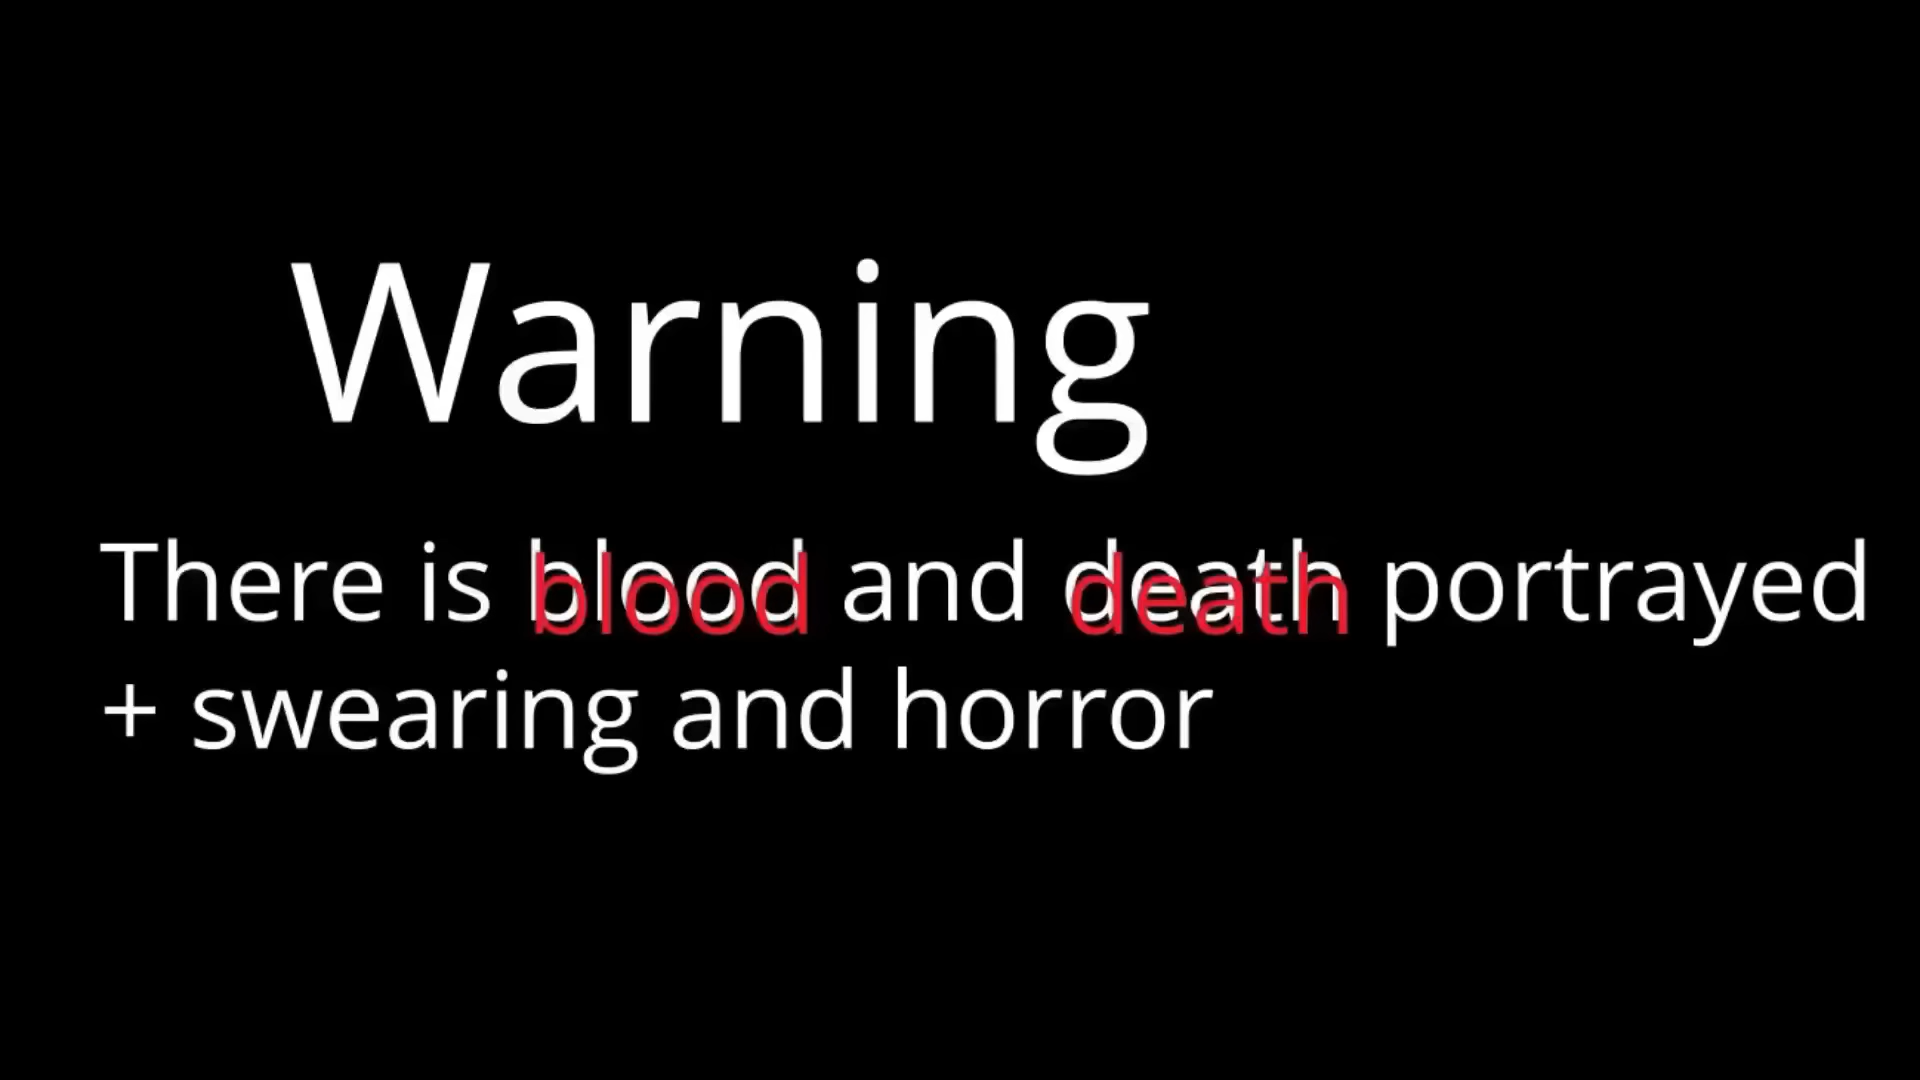 Warning
There is blood and death portrayed
+ swearing and horror